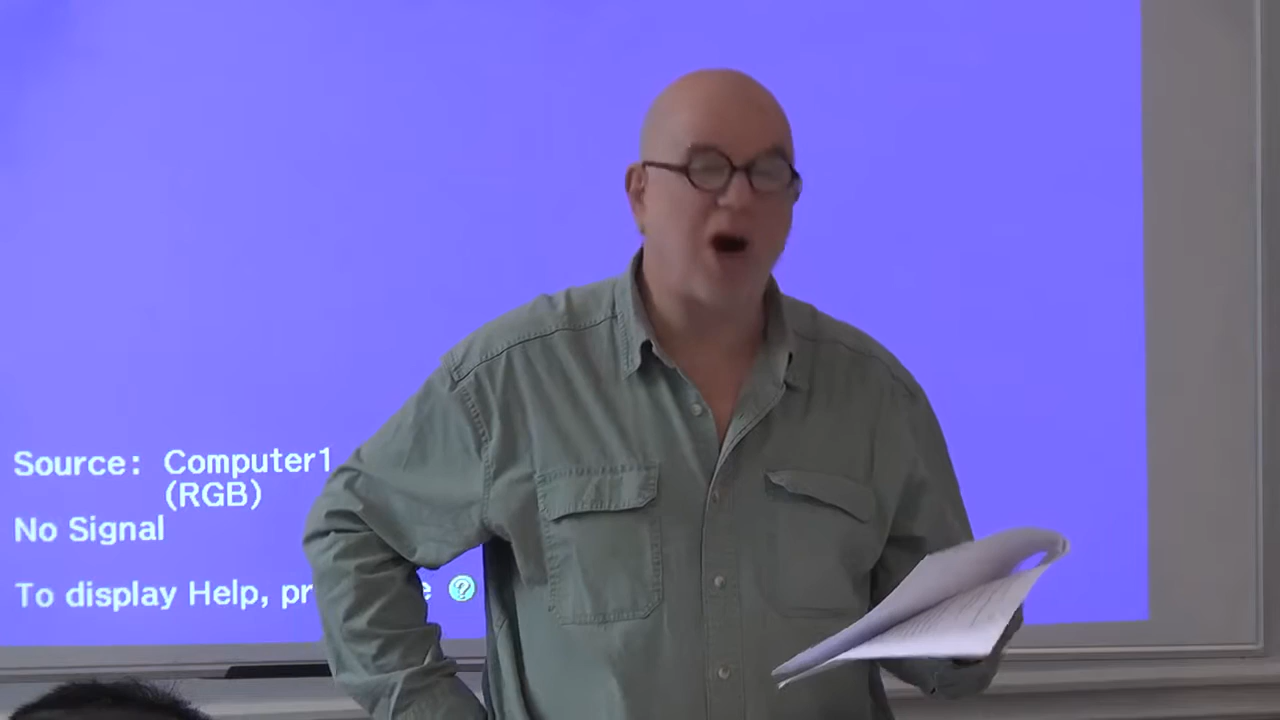 Source: Computer1
(RGB)
No Signal
To display Help, pr